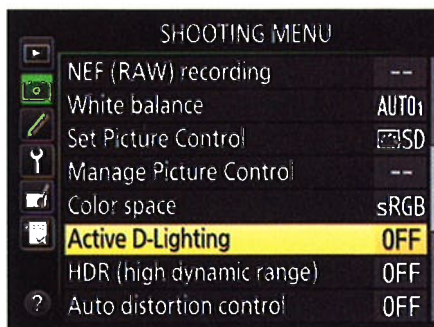 SHOOTING MENU
NEF (RAW) recording --
White balance AUTO1
Set Picture Control SD
Manage Picture Control --
Color space sRGB
Active D-Lighting OFF
HDR (high dynamic range) OFF
Auto distortion control OFF
?